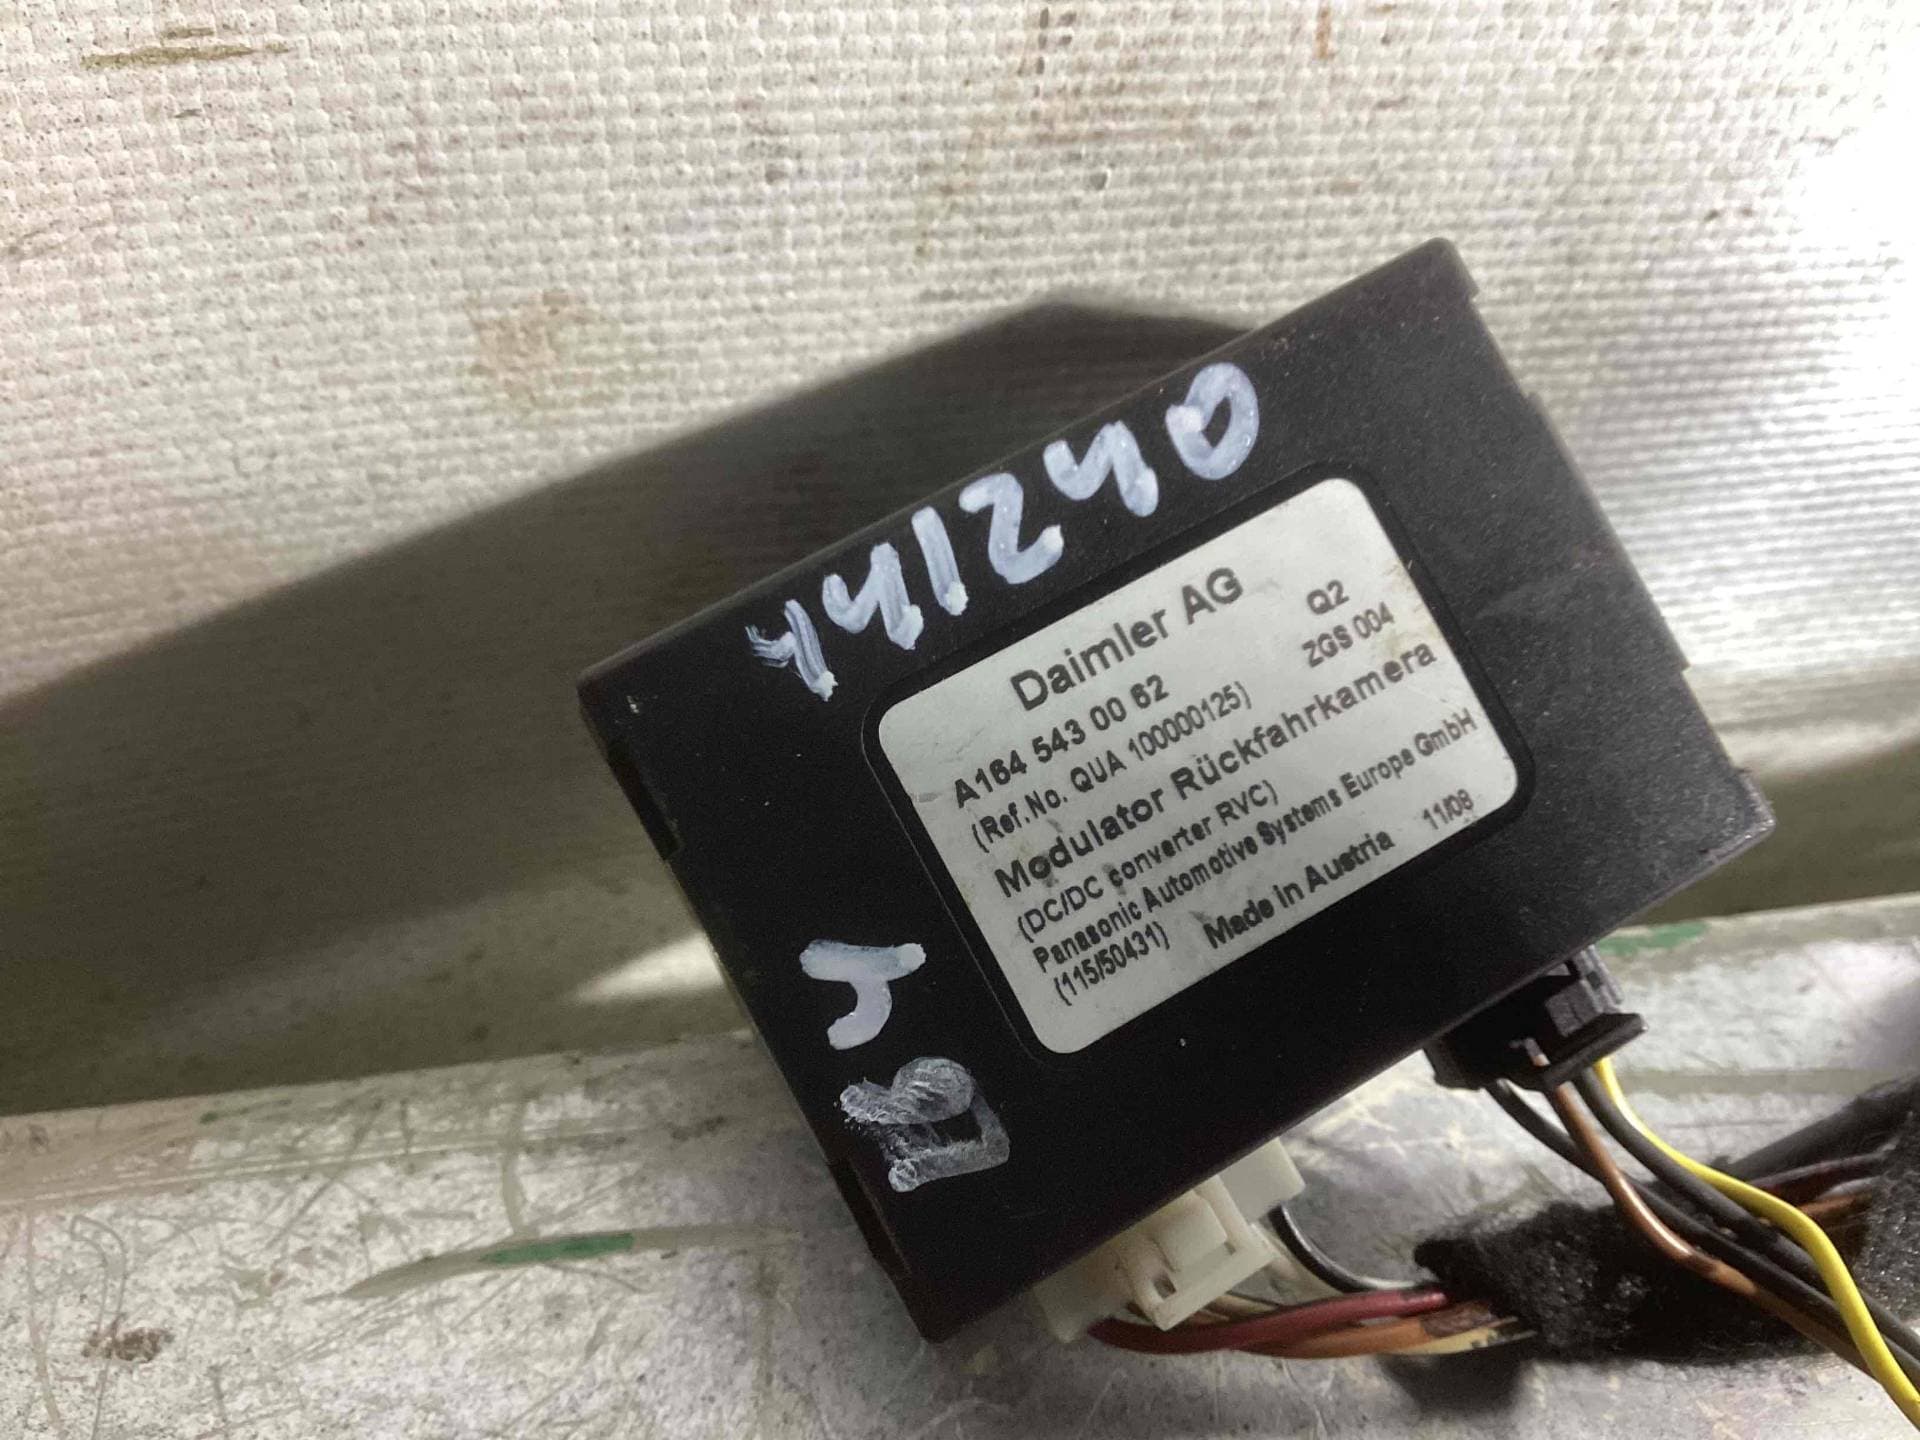 441240
B5
Daimler AG
A164 543 00 62 Q2
(Ref.No. QUA 100000125) ZGS 004
Modulator Rückfahrkamera
(DC/DC converter RVC)
Panasonic Automotive Systems Europe GmbH
(115/50431) Made in Austria 11/08